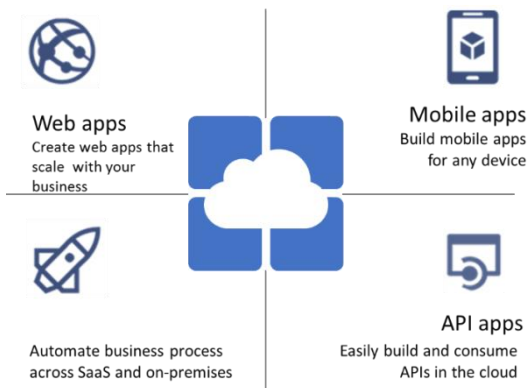 Web apps
Create web apps that
scale with your
business
Mobile apps
Build mobile apps
for any device
Automate business process
across SaaS and on-premises
API apps
Easily build and consume
APIs in the cloud